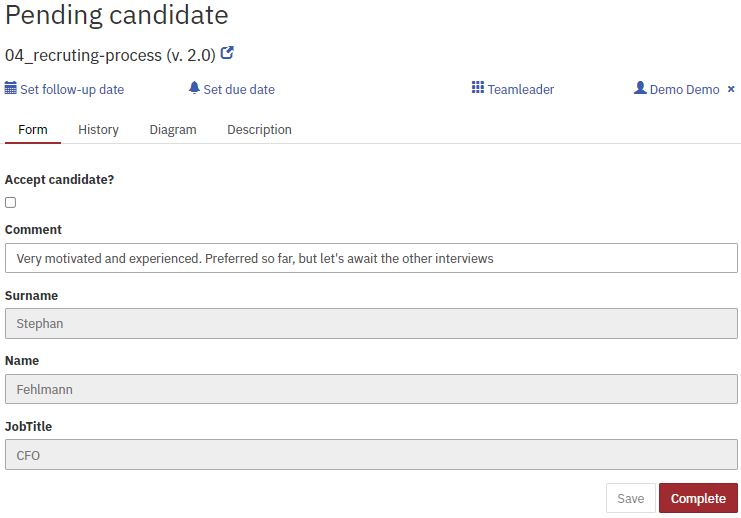 Pending candidate
04_recruting-process (v. 2.0)
Set follow-up date Set due date Teamleader Demo Demo ×
Form History Diagram Description
Accept candidate?
Comment
Very motivated and experienced. Preferred so far, but let's await the other interviews
Surname
Stephan
Name
Fehlmann
JobTitle
CFO
Save Complete